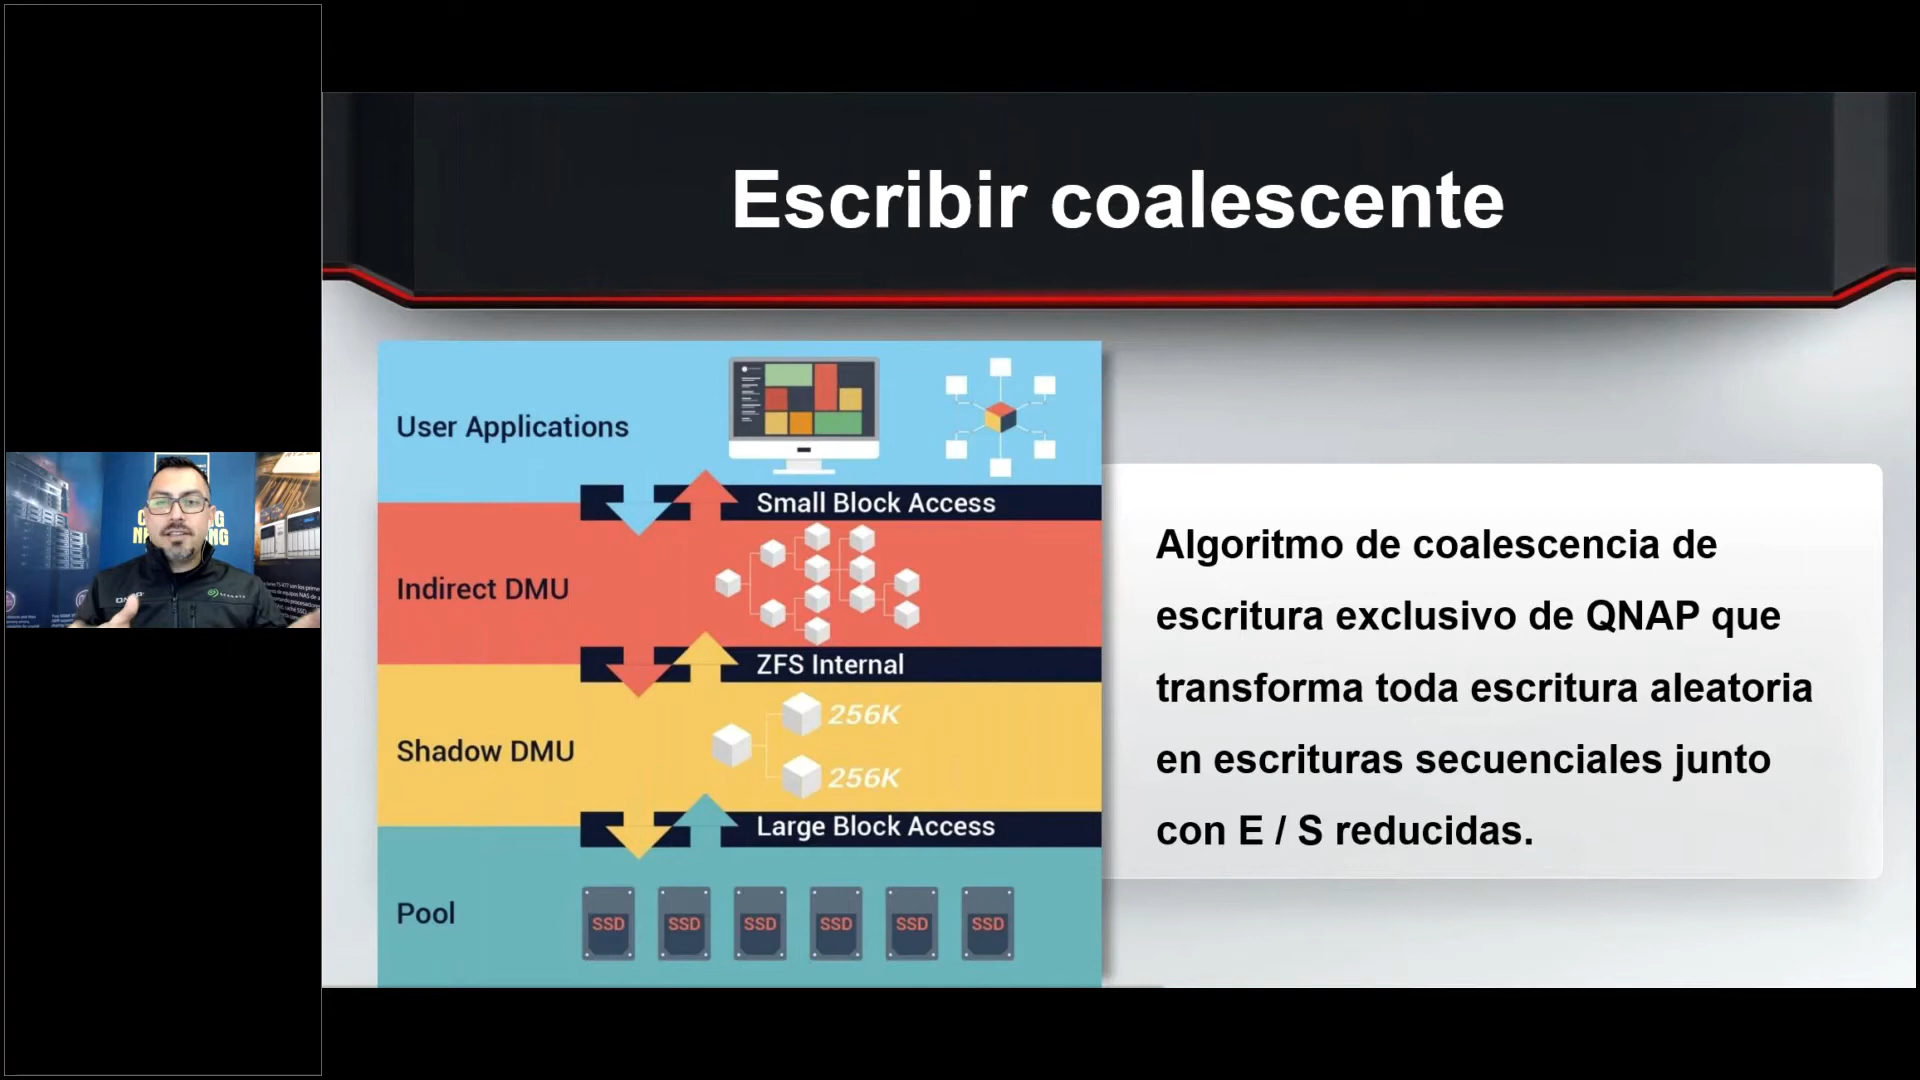 Escribir coalescente
User Applications
Small Block Access
Indirect DMU
ZFS Internal
256K
Shadow DMU
256K
Large Block Access
Pool
SSD SSD SSD SSD SSD SSD
Algoritmo de coalescencia de
escritura exclusivo de QNAP que
transforma toda escritura aleatoria
en escrituras secuenciales junto
con E / S reducidas.
SEAGATE